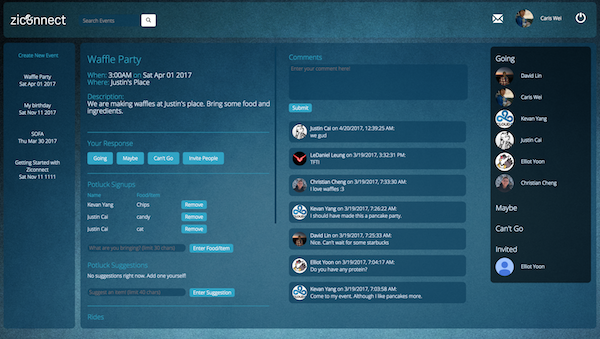 ziconnect
Search Events
Caris Wei
Create New Event
Waffle Party
Sat Apr 01 2017
My birthday
Sat Nov 11 2017
SOFA
Thu Mar 30 2017
Getting Started with
Ziconnect
Sat Nov 11 1111
Waffle Party
When: 3:00AM on Sat Apr 01 2017
Where: Justin's Place
Description:
We are making waffles at Justin's place. Bring some food and
ingredients.
Your Response
Going Maybe Can't Go Invite People
Potluck Signups
Name Food/Item
Kevan Yang Chips Remove
Justin Cai candy Remove
Justin Cai cat Remove
What are you bringing? (limit 30 chars) Enter Food/Item
Potluck Suggestions
No suggestions right now. Add one yourself!
Suggest an item! (limit 40 chars) Enter Suggestion
Rides
Comments
Enter your comment here!
Submit
Justin Cai on 4/20/2017, 12:39:25 AM:
we gud
LeDaniel Leung on 3/19/2017, 3:32:31 PM:
TFTI
Christian Cheng on 3/19/2017, 7:33:30 AM:
I love waffles :3
Kevan Yang on 3/19/2017, 7:26:22 AM:
I should have made this a pancake party.
David Lin on 3/19/2017, 7:25:33 AM:
Nice. Can't wait for some starbucks
Elliot Yoon on 3/19/2017, 7:04:17 AM:
Do you have any protein?
Kevan Yang on 3/19/2017, 7:03:58 AM:
Come to my event. Although I like pancakes more.
Going
David Lin
Caris Wei
Kevan Yang
Justin Cai
Elliot Yoon
Christian Cheng
Maybe
Can't Go
Invited
Elliot Yoon